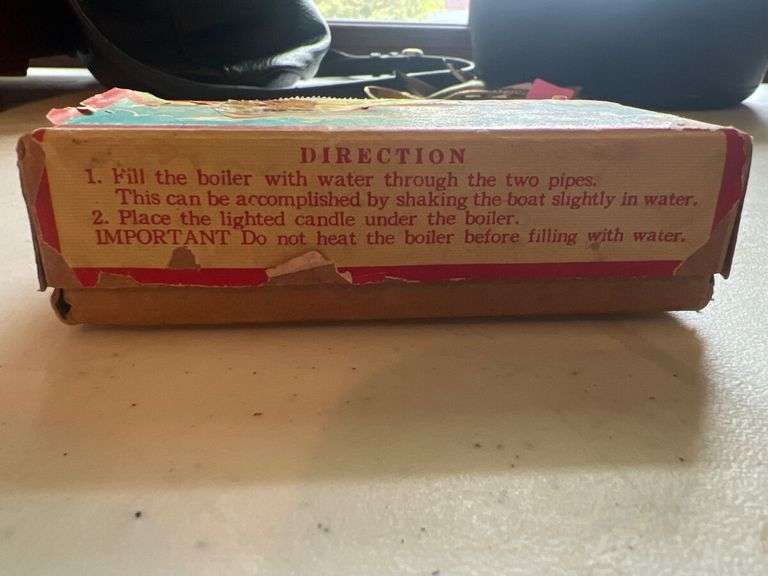 DIRECTION
1. Fill the boiler with water through the two pipes.
This can be accomplished by shaking the boat slightly in water.
2. Place the lighted candle under the boiler.
IMPORTANT Do not heat the boiler before filling with water.